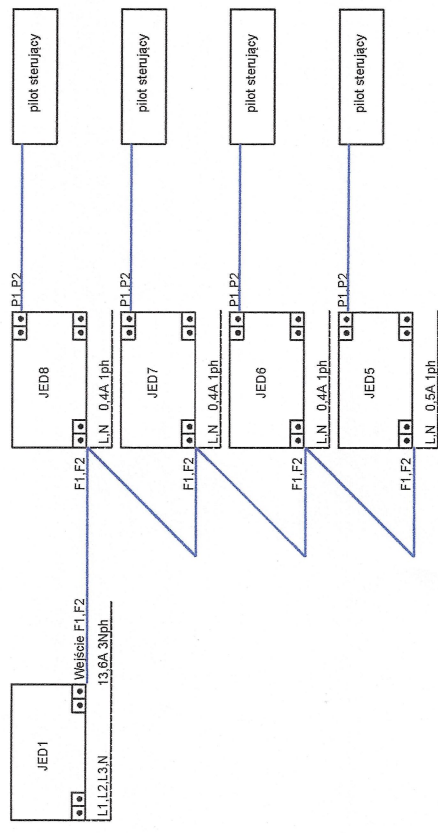 JED1
L1,L2,L3,N
Wejście F1,F2
13,6A 3Nph
JED8
F1,F2
L,N 0,4A 1ph
P1,P2
pilot sterujący
JED7
F1,F2
L,N 0,4A 1ph
P1,P2
pilot sterujący
JED6
F1,F2
L,N 0,4A 1ph
P1,P2
pilot sterujący
JED5
F1,F2
L,N 0,5A 1ph
P1,P2
pilot sterujący